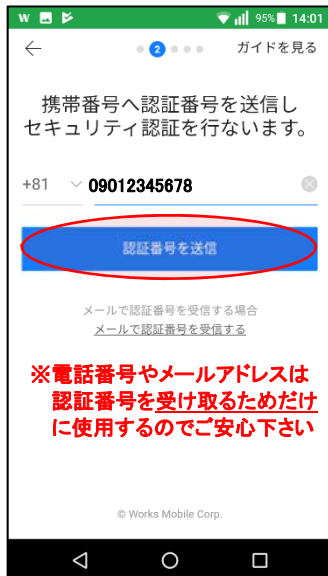 W 95% 14:01
2 ガイドを見る
携帯番号へ認証番号を送信し
セキュリティ認証を行ないます。
+81 09012345678
認証番号を送信
メールで認証番号を受信する場合
メールで認証番号を受信する
※電話番号やメールアドレスは
認証番号を受け取るためだけ
に使用するのでご安心下さい
© Works Mobile Corp.